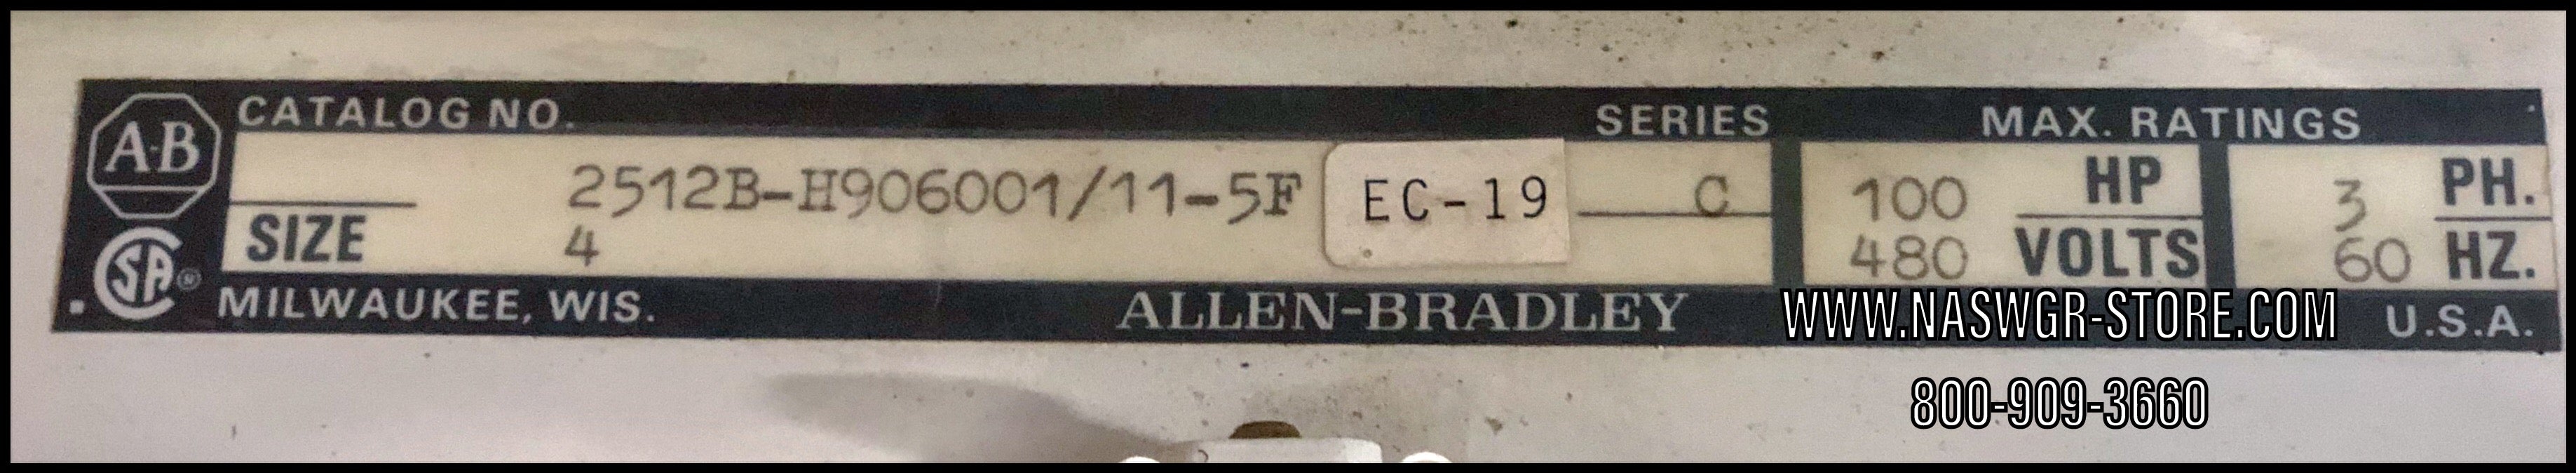 A-B
CATALOG NO. SERIES MAX. RATINGS
2512B-H906001/11-5F EC-19 C 100 HP 3 PH.
SIZE 4 480 VOLTS 60 HZ.
SA®
MILWAUKEE, WIS. ALLEN-BRADLEY U.S.A.
WWW.NASWGR-STORE.COM
800-909-3660